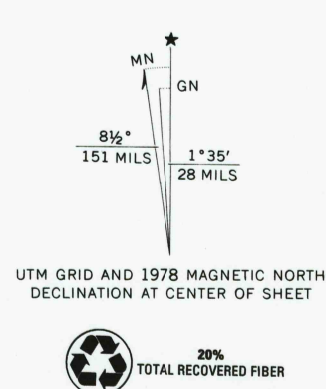 MN
GN
8½°
151 MILS
1°35′
28 MILS
UTM GRID AND 1978 MAGNETIC NORTH
DECLINATION AT CENTER OF SHEET
20%
TOTAL RECOVERED FIBER